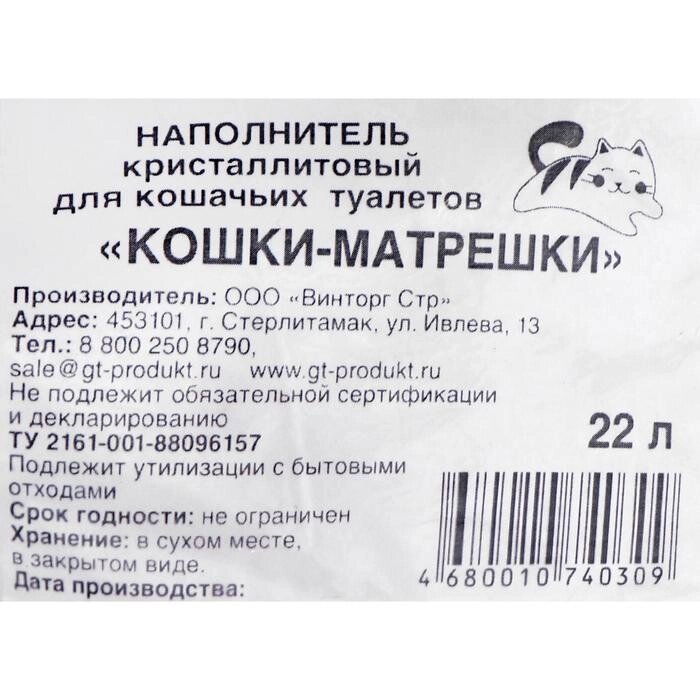 НАПОЛНИТЕЛЬ
кристаллитовый
для кошачьих туалетов
«КОШКИ-МАТРЕШКИ»
Производитель: ООО «Винторг Стр»
Адрес: 453101, г. Стерлитамак, ул. Ивлева, 13
Тел.: 8 800 250 8790,
sale@gt-produkt.ru www.gt-produkt.ru
Не подлежит обязательной сертификации
и декларированию
ТУ 2161-001-88096157
22 л
Подлежит утилизации с бытовыми
отходами
Срок годности: не ограничен
Хранение: в сухом месте,
в закрытом виде.
Дата производства:
4 680010 740309